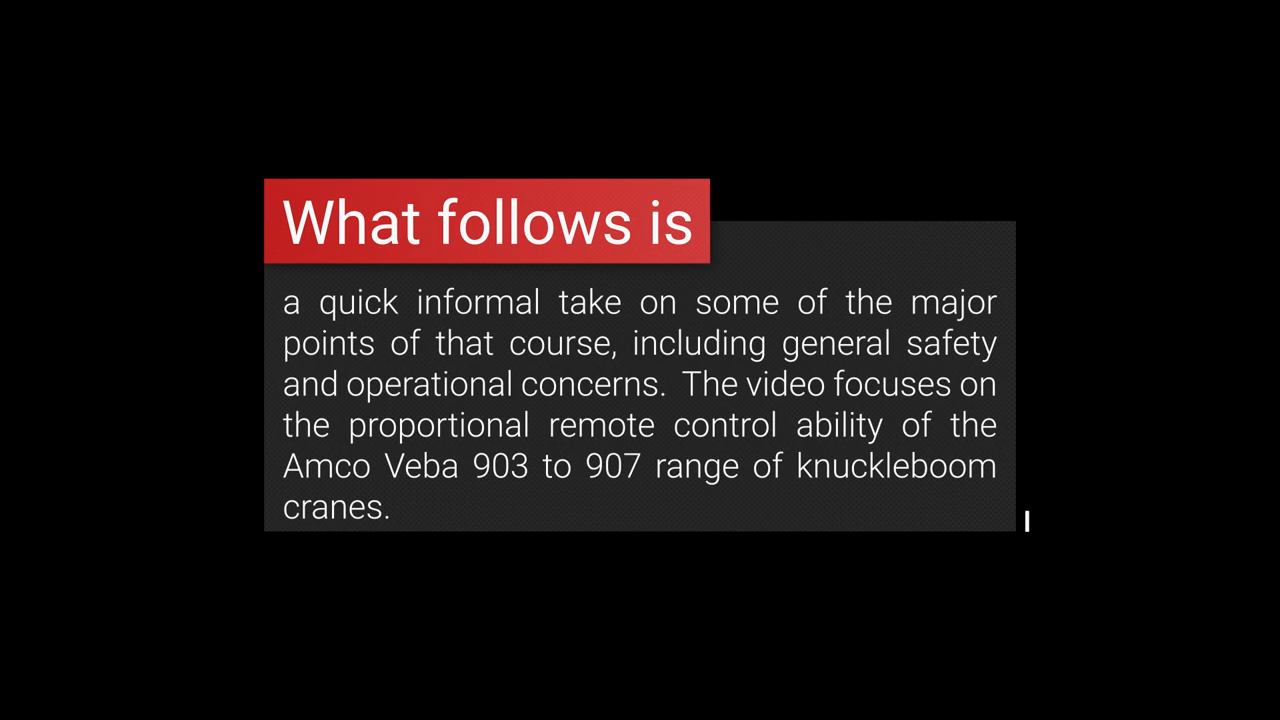 What follows is
a quick informal take on some of the major
points of that course, including general safety
and operational concerns.  The video focuses on
the proportional remote control ability of the
Amco Veba 903 to 907 range of knuckleboom
cranes.